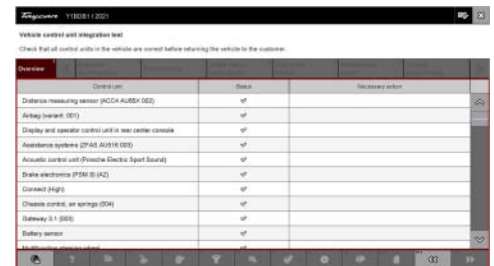 Taycan Y1BDB1 I 2021
Vehicle control unit integration test
Check that all control units in the vehicle are correct before returning the vehicle to the customer.
Overview
Control unit Status Necessary action
Distance measuring sensor (ACC4 AU65X 002)
Airbag (variant: 001)
Display and operator control unit in rear center console
Assistance systems (ZFAS AU516 003)
Acoustic control unit (Porsche Electric Sport Sound)
Brake electronics (PSM 9) (A2)
Connect (High)
Chassis control, air springs (004)
Gateway 3.1 (003)
Battery sensor